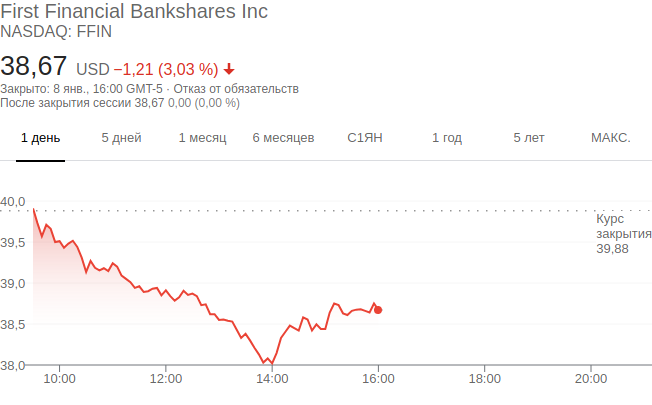 First Financial Bankshares Inc
NASDAQ: FFIN
38,67 USD −1,21 (3,03 %)
Закрыто: 8 янв., 16:00 GMT-5 · Отказ от обязательств
После закрытия сессии 38,67 0,00 (0,00 %)
1 день 5 дней 1 месяц 6 месяцев С1ЯН 1 год 5 лет МАКС.
40,0
Курс
закрытия
39,88
39,5
39,0
38,5
38,0
10:00 12:00 14:00 16:00 18:00 20:00